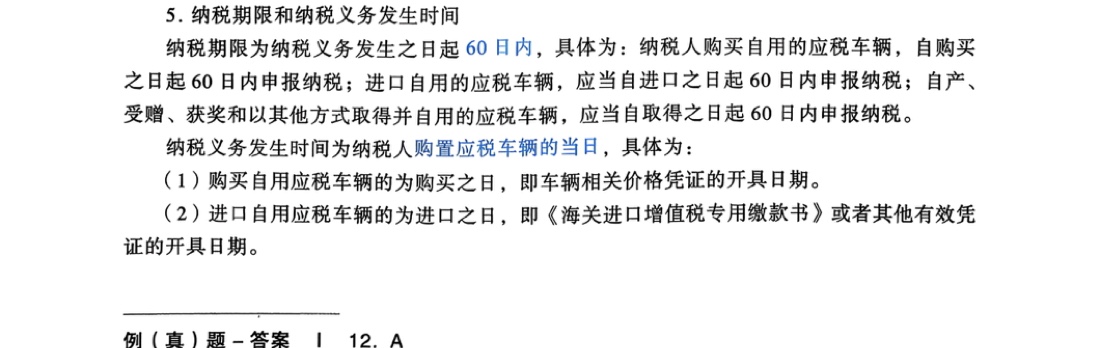 5. 纳税期限和纳税义务发生时间
纳税期限为纳税义务发生之日起 60 日内，具体为：纳税人购买自用的应税车辆，自购买
之日起 60 日内申报纳税；进口自用的应税车辆，应当自进口之日起 60 日内申报纳税；自产、
受赠、获奖和以其他方式取得并自用的应税车辆，应当自取得之日起 60 日内申报纳税。
纳税义务发生时间为纳税人购置应税车辆的当日，具体为：
（1）购买自用应税车辆的为购买之日，即车辆相关价格凭证的开具日期。
（2）进口自用应税车辆的为进口之日，即《海关进口增值税专用缴款书》或者其他有效凭
证的开具日期。
例（真）题－答案 | 12. A